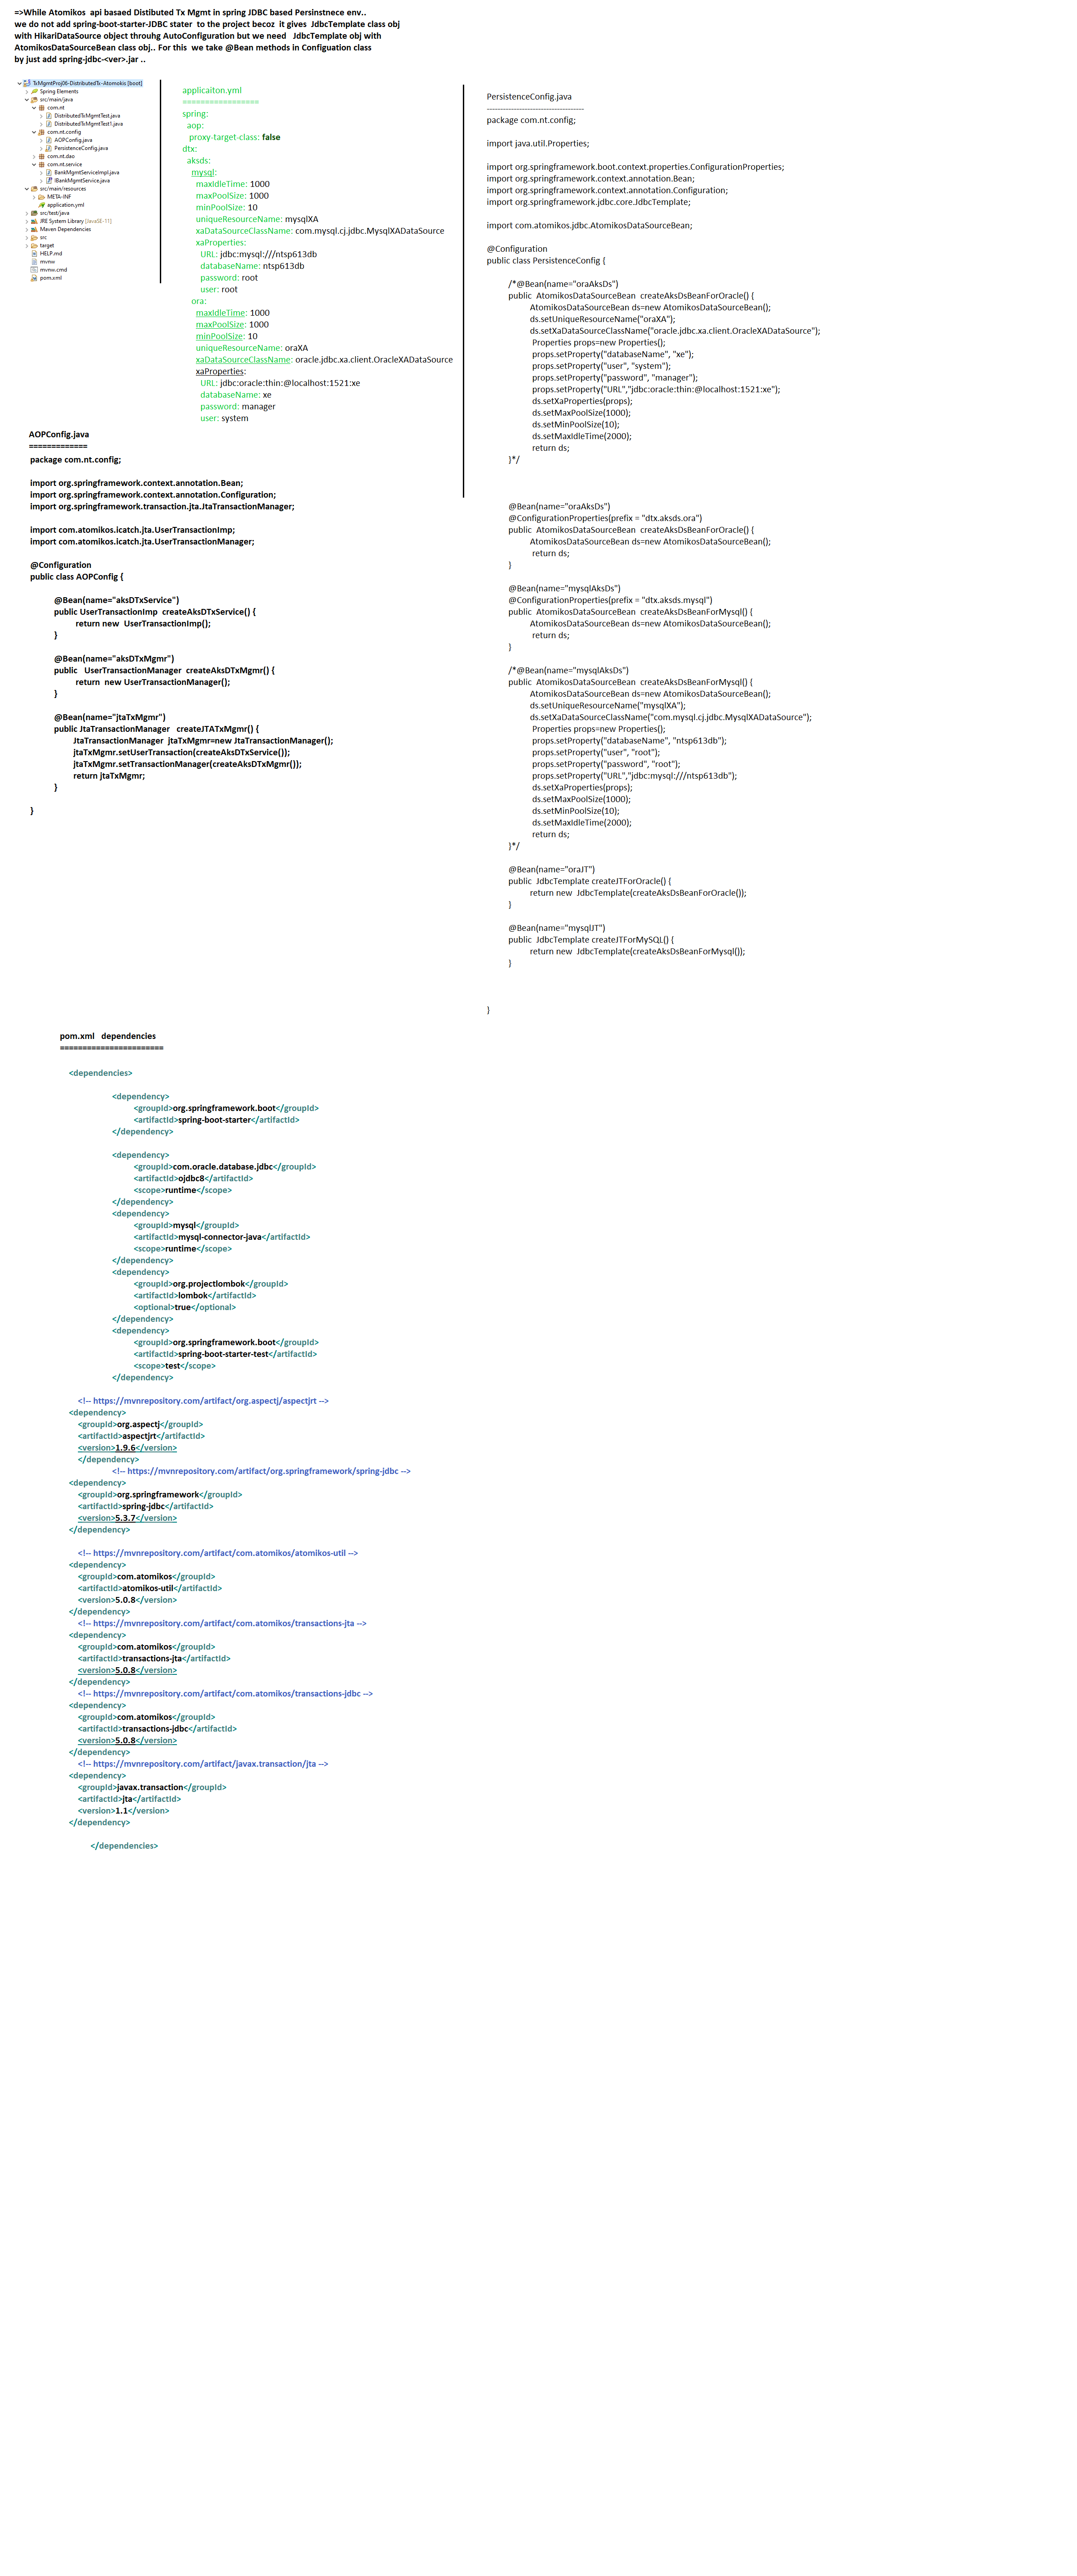 =>While Atomikos  api basaed Distibuted Tx Mgmt in spring JDBC based Persinstnece env..
we do not add spring-boot-starter-JDBC stater  to the project becoz  it gives  JdbcTemplate class obj
with HikariDataSource object throuhg AutoConfiguration but we need   JdbcTemplate obj with
AtomikosDataSourceBean class obj.. For this  we take @Bean methods in Configuation class
by just add spring-jdbc-<ver>.jar ..
TxMgmtProj06-DistributedTx-Atomokis [boot]
Spring Elements
src/main/java
com.nt
DistributedTxMgmtTest.java
DistributedTxMgmtTest1.java
com.nt.config
AOPConfig.java
PersistenceConfig.java
com.nt.dao
com.nt.service
BankMgmtServiceImpl.java
IBankMgmtService.java
src/main/resources
META-INF
application.yml
src/test/java
JRE System Library [JavaSE-11]
Maven Dependencies
src
target
HELP.md
mvnw
mvnw.cmd
pom.xml
applicaiton.yml
=================
spring:
aop:
proxy-target-class: false
dtx:
aksds:
mysql:
maxIdleTime: 1000
maxPoolSize: 1000
minPoolSize: 10
uniqueResourceName: mysqlXA
xaDataSourceClassName: com.mysql.cj.jdbc.MysqlXADataSource
xaProperties:
URL: jdbc:mysql:///ntsp613db
databaseName: ntsp613db
password: root
user: root
ora:
maxIdleTime: 1000
maxPoolSize: 1000
minPoolSize: 10
uniqueResourceName: oraXA
xaDataSourceClassName: oracle.jdbc.xa.client.OracleXADataSource
xaProperties:
URL: jdbc:oracle:thin:@localhost:1521:xe
databaseName: xe
password: manager
user: system
AOPConfig.java
=============
package com.nt.config;
import org.springframework.context.annotation.Bean;
import org.springframework.context.annotation.Configuration;
import org.springframework.transaction.jta.JtaTransactionManager;
import com.atomikos.icatch.jta.UserTransactionImp;
import com.atomikos.icatch.jta.UserTransactionManager;
@Configuration
public class AOPConfig {
@Bean(name="aksDTxService")
public UserTransactionImp  createAksDTxService() {
return new  UserTransactionImp();
}
@Bean(name="aksDTxMgmr")
public   UserTransactionManager  createAksDTxMgmr() {
return  new UserTransactionManager();
}
@Bean(name="jtaTxMgmr")
public JtaTransactionManager   createJTATxMgmr() {
JtaTransactionManager  jtaTxMgmr=new JtaTransactionManager();
jtaTxMgmr.setUserTransaction(createAksDTxService());
jtaTxMgmr.setTransactionManager(createAksDTxMgmr());
return jtaTxMgmr;
}
}
PersistenceConfig.java
-----------------------------------
package com.nt.config;
import java.util.Properties;
import org.springframework.boot.context.properties.ConfigurationProperties;
import org.springframework.context.annotation.Bean;
import org.springframework.context.annotation.Configuration;
import org.springframework.jdbc.core.JdbcTemplate;
import com.atomikos.jdbc.AtomikosDataSourceBean;
@Configuration
public class PersistenceConfig {
/*@Bean(name="oraAksDs")
public  AtomikosDataSourceBean  createAksDsBeanForOracle() {
AtomikosDataSourceBean ds=new AtomikosDataSourceBean();
ds.setUniqueResourceName("oraXA");
ds.setXaDataSourceClassName("oracle.jdbc.xa.client.OracleXADataSource");
Properties props=new Properties();
props.setProperty("databaseName", "xe");
props.setProperty("user", "system");
props.setProperty("password", "manager");
props.setProperty("URL","jdbc:oracle:thin:@localhost:1521:xe");
ds.setXaProperties(props);
ds.setMaxPoolSize(1000);
ds.setMinPoolSize(10);
ds.setMaxIdleTime(2000);
return ds;
}*/
@Bean(name="oraAksDs")
@ConfigurationProperties(prefix = "dtx.aksds.ora")
public  AtomikosDataSourceBean  createAksDsBeanForOracle() {
AtomikosDataSourceBean ds=new AtomikosDataSourceBean();
return ds;
}
@Bean(name="mysqlAksDs")
@ConfigurationProperties(prefix = "dtx.aksds.mysql")
public  AtomikosDataSourceBean  createAksDsBeanForMysql() {
AtomikosDataSourceBean ds=new AtomikosDataSourceBean();
return ds;
}
/*@Bean(name="mysqlAksDs")
public  AtomikosDataSourceBean  createAksDsBeanForMysql() {
AtomikosDataSourceBean ds=new AtomikosDataSourceBean();
ds.setUniqueResourceName("mysqlXA");
ds.setXaDataSourceClassName("com.mysql.cj.jdbc.MysqlXADataSource");
Properties props=new Properties();
props.setProperty("databaseName", "ntsp613db");
props.setProperty("user", "root");
props.setProperty("password", "root");
props.setProperty("URL","jdbc:mysql:///ntsp613db");
ds.setXaProperties(props);
ds.setMaxPoolSize(1000);
ds.setMinPoolSize(10);
ds.setMaxIdleTime(2000);
return ds;
}*/
@Bean(name="oraJT")
public  JdbcTemplate createJTForOracle() {
return new  JdbcTemplate(createAksDsBeanForOracle());
}
@Bean(name="mysqlJT")
public  JdbcTemplate createJTForMySQL() {
return new  JdbcTemplate(createAksDsBeanForMysql());
}
}
pom.xml   dependencies
=======================
<dependencies>
<dependency>
<groupId>org.springframework.boot</groupId>
<artifactId>spring-boot-starter</artifactId>
</dependency>
<dependency>
<groupId>com.oracle.database.jdbc</groupId>
<artifactId>ojdbc8</artifactId>
<scope>runtime</scope>
</dependency>
<dependency>
<groupId>mysql</groupId>
<artifactId>mysql-connector-java</artifactId>
<scope>runtime</scope>
</dependency>
<dependency>
<groupId>org.projectlombok</groupId>
<artifactId>lombok</artifactId>
<optional>true</optional>
</dependency>
<dependency>
<groupId>org.springframework.boot</groupId>
<artifactId>spring-boot-starter-test</artifactId>
<scope>test</scope>
</dependency>
<!-- https://mvnrepository.com/artifact/org.aspectj/aspectjrt -->
<dependency>
<groupId>org.aspectj</groupId>
<artifactId>aspectjrt</artifactId>
<version>1.9.6</version>
</dependency>
<!-- https://mvnrepository.com/artifact/org.springframework/spring-jdbc -->
<dependency>
<groupId>org.springframework</groupId>
<artifactId>spring-jdbc</artifactId>
<version>5.3.7</version>
</dependency>
<!-- https://mvnrepository.com/artifact/com.atomikos/atomikos-util -->
<dependency>
<groupId>com.atomikos</groupId>
<artifactId>atomikos-util</artifactId>
<version>5.0.8</version>
</dependency>
<!-- https://mvnrepository.com/artifact/com.atomikos/transactions-jta -->
<dependency>
<groupId>com.atomikos</groupId>
<artifactId>transactions-jta</artifactId>
<version>5.0.8</version>
</dependency>
<!-- https://mvnrepository.com/artifact/com.atomikos/transactions-jdbc -->
<dependency>
<groupId>com.atomikos</groupId>
<artifactId>transactions-jdbc</artifactId>
<version>5.0.8</version>
</dependency>
<!-- https://mvnrepository.com/artifact/javax.transaction/jta -->
<dependency>
<groupId>javax.transaction</groupId>
<artifactId>jta</artifactId>
<version>1.1</version>
</dependency>
</dependencies>